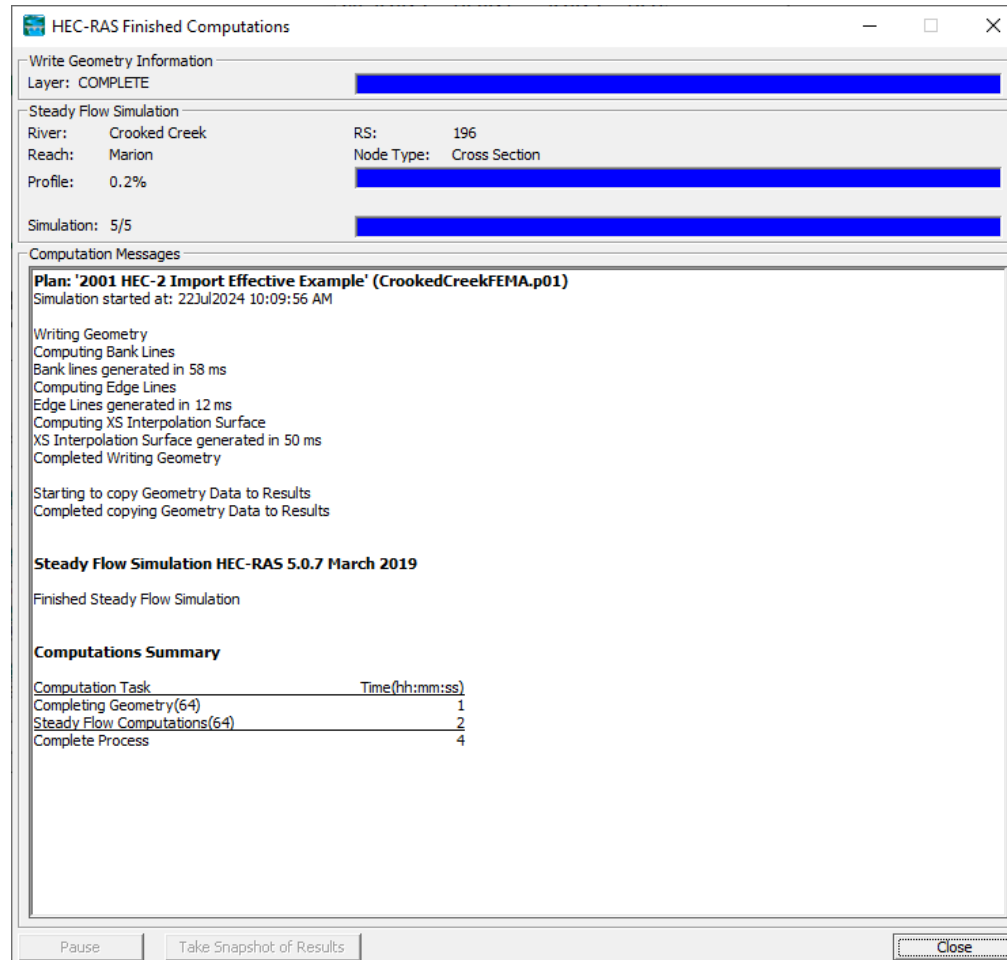 HEC-RAS Finished Computations
Write Geometry Information
Layer: COMPLETE
Steady Flow Simulation
River: Crooked Creek RS: 196
Reach: Marion Node Type: Cross Section
Profile: 0.2%
Simulation: 5/5
Computation Messages
Plan: '2001 HEC-2 Import Effective Example' (CrookedCreekFEMA.p01)
Simulation started at: 22Jul2024 10:09:56 AM
Writing Geometry
Computing Bank Lines
Bank lines generated in 58 ms
Computing Edge Lines
Edge Lines generated in 12 ms
Computing XS Interpolation Surface
XS Interpolation Surface generated in 50 ms
Completed Writing Geometry
Starting to copy Geometry Data to Results
Completed copying Geometry Data to Results
Steady Flow Simulation HEC-RAS 5.0.7 March 2019
Finished Steady Flow Simulation
Computations Summary
Computation Task Time(hh:mm:ss)
Completing Geometry(64) 1
Steady Flow Computations(64) 2
Complete Process 4
Pause Take Snapshot of Results Close